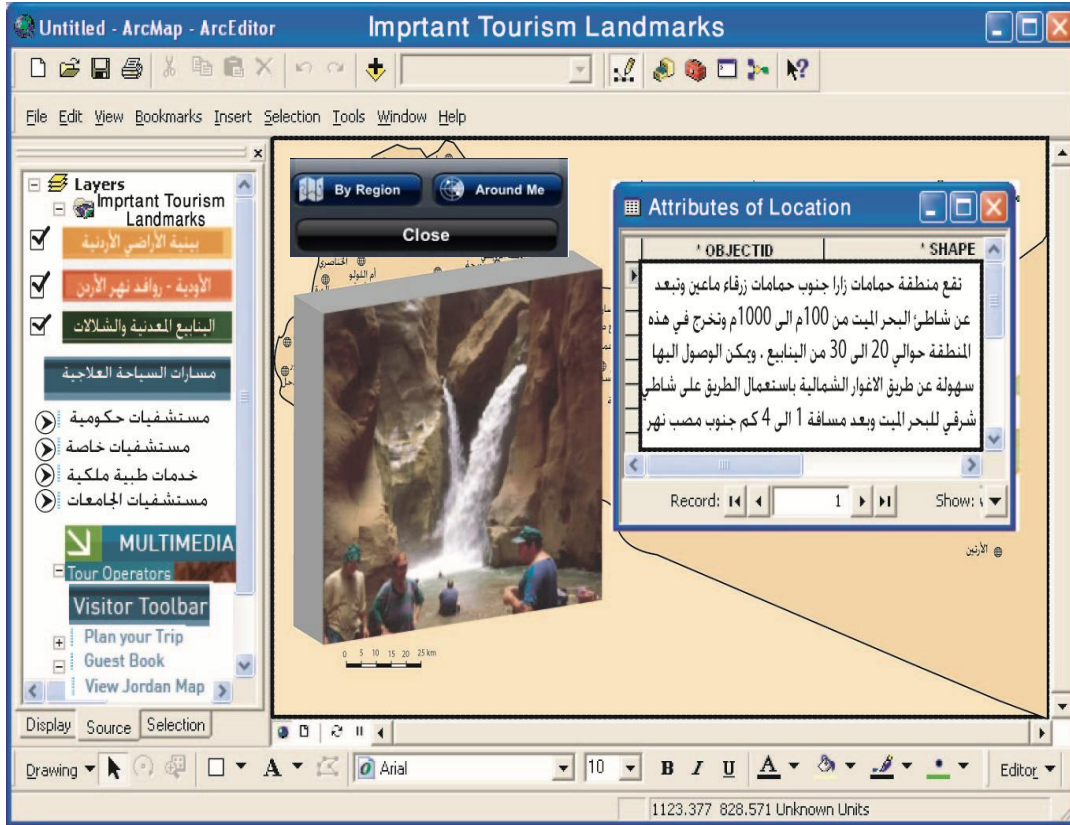 Untitled - ArcMap - ArcEditor
Imprtant Tourism Landmarks
File Edit View Bookmarks Insert Selection Tools Window Help
Layers
Imprtant Tourism
Landmarks
بينية الأراضي الأردنية
الأودية - روافد نهر الأردن
الينابيع المعدنية والشلالات
مسارات السياحة العلاجية
مستشفيات حكومية
مستشفيات خاصة
خدمات طبية ملكية
مستشفيات الجامعات
MULTIMEDIA
Tour Operators
Visitor Toolbar
Plan your Trip
Guest Book
View Jordan Map
Display Source Selection
By Region
Around Me
Close
الخناصري
أم اللولو
0 5 10 15 20 25 km
Attributes of Location
* OBJECTID
* SHAPE
تقع منطقة حمامات زارا جنوب حمامات زرقاء ماعين وتبعد
عن شاطئ البحر الميت من 100م الى 1000م وتخرج في هذه
المنطقة حوالي 20 الى 30 من الينابيع ، ويمكن الوصول اليها
سهولة عن طريق الاغوار الشمالية باستعمال الطريق على شاطي
شرقي للبحر الميت وبعد مسافة 1 الى 4 كم جنوب مصب نهر
Record: 1 Show:
Drawing A Arial 10 B I U A Editor
1123.377 828.571 Unknown Units